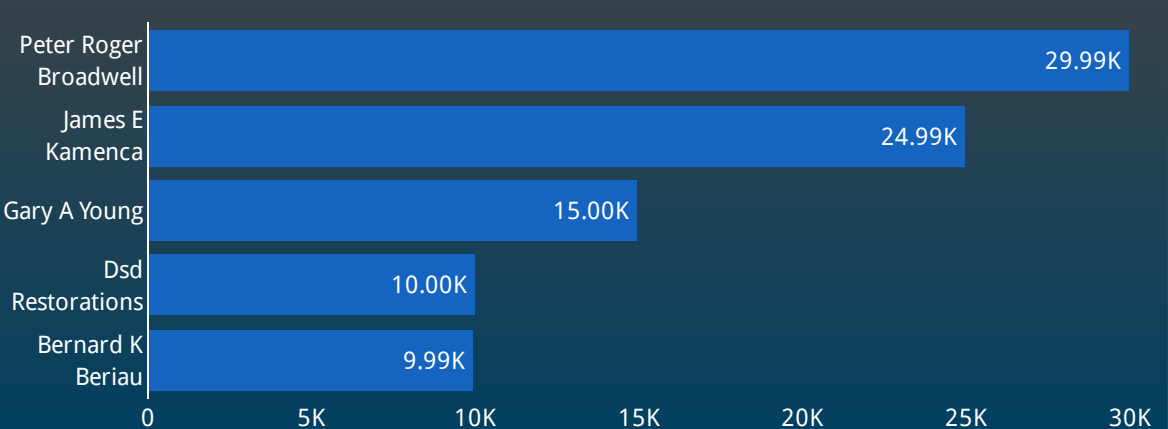 Peter Roger
Broadwell
29.99K
James E
Kamenca
24.99K
Gary A Young
15.00K
Dsd
Restorations
10.00K
Bernard K
Beriau
9.99K
0 5K 10K 15K 20K 25K 30K